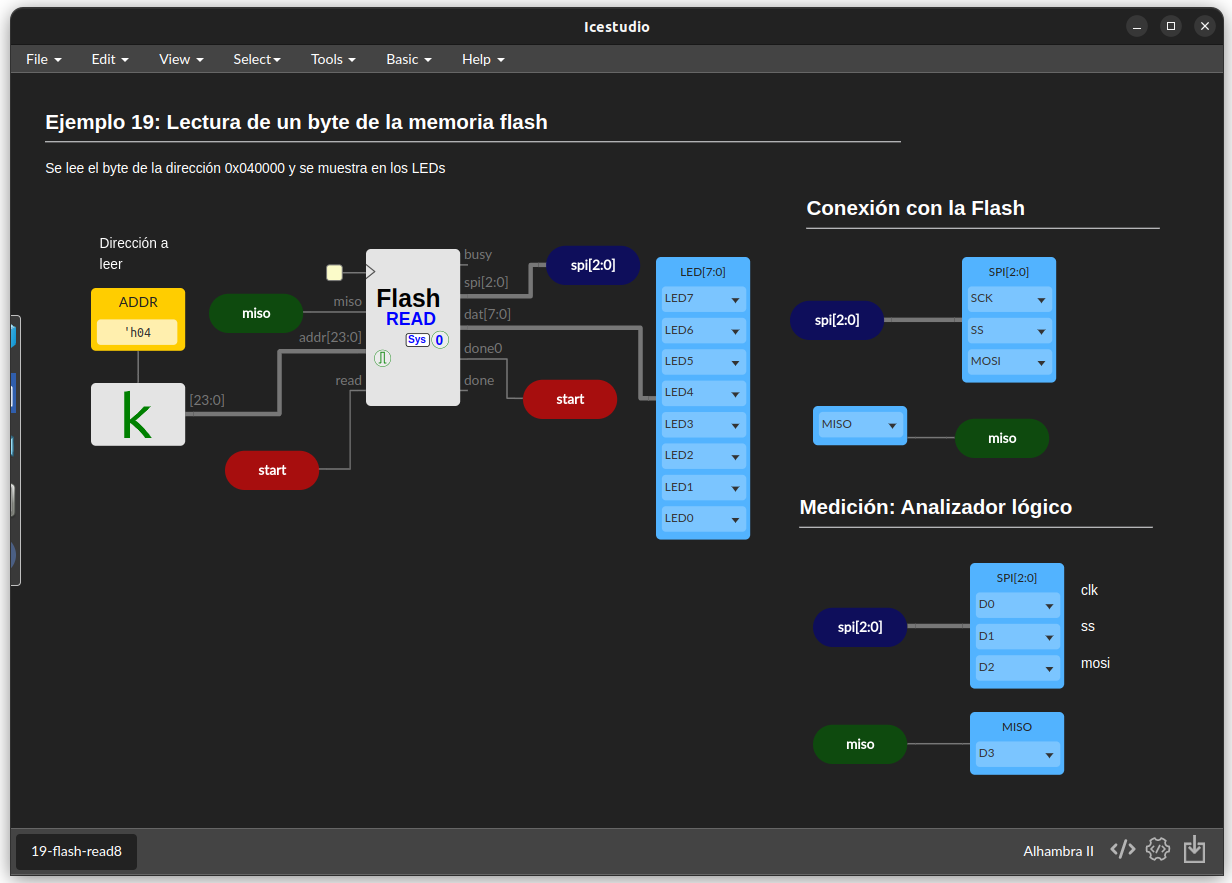 Icestudio
File Edit View Select Tools Basic Help
Ejemplo 19: Lectura de un byte de la memoria flash
Se lee el byte de la dirección 0x040000 y se muestra en los LEDs
Dirección a
leer
ADDR
'h04
k
[23:0]
miso
start
miso
addr[23:0]
read
Flash
READ
Sys 0
busy
spi[2:0]
dat[7:0]
done0
done
spi[2:0]
start
LED[7:0]
LED7
LED6
LED5
LED4
LED3
LED2
LED1
LED0
Conexión con la Flash
spi[2:0]
SPI[2:0]
SCK
SS
MOSI
MISO
miso
Medición: Analizador lógico
spi[2:0]
SPI[2:0]
D0
D1
D2
clk
ss
mosi
miso
MISO
D3
19-flash-read8
Alhambra II